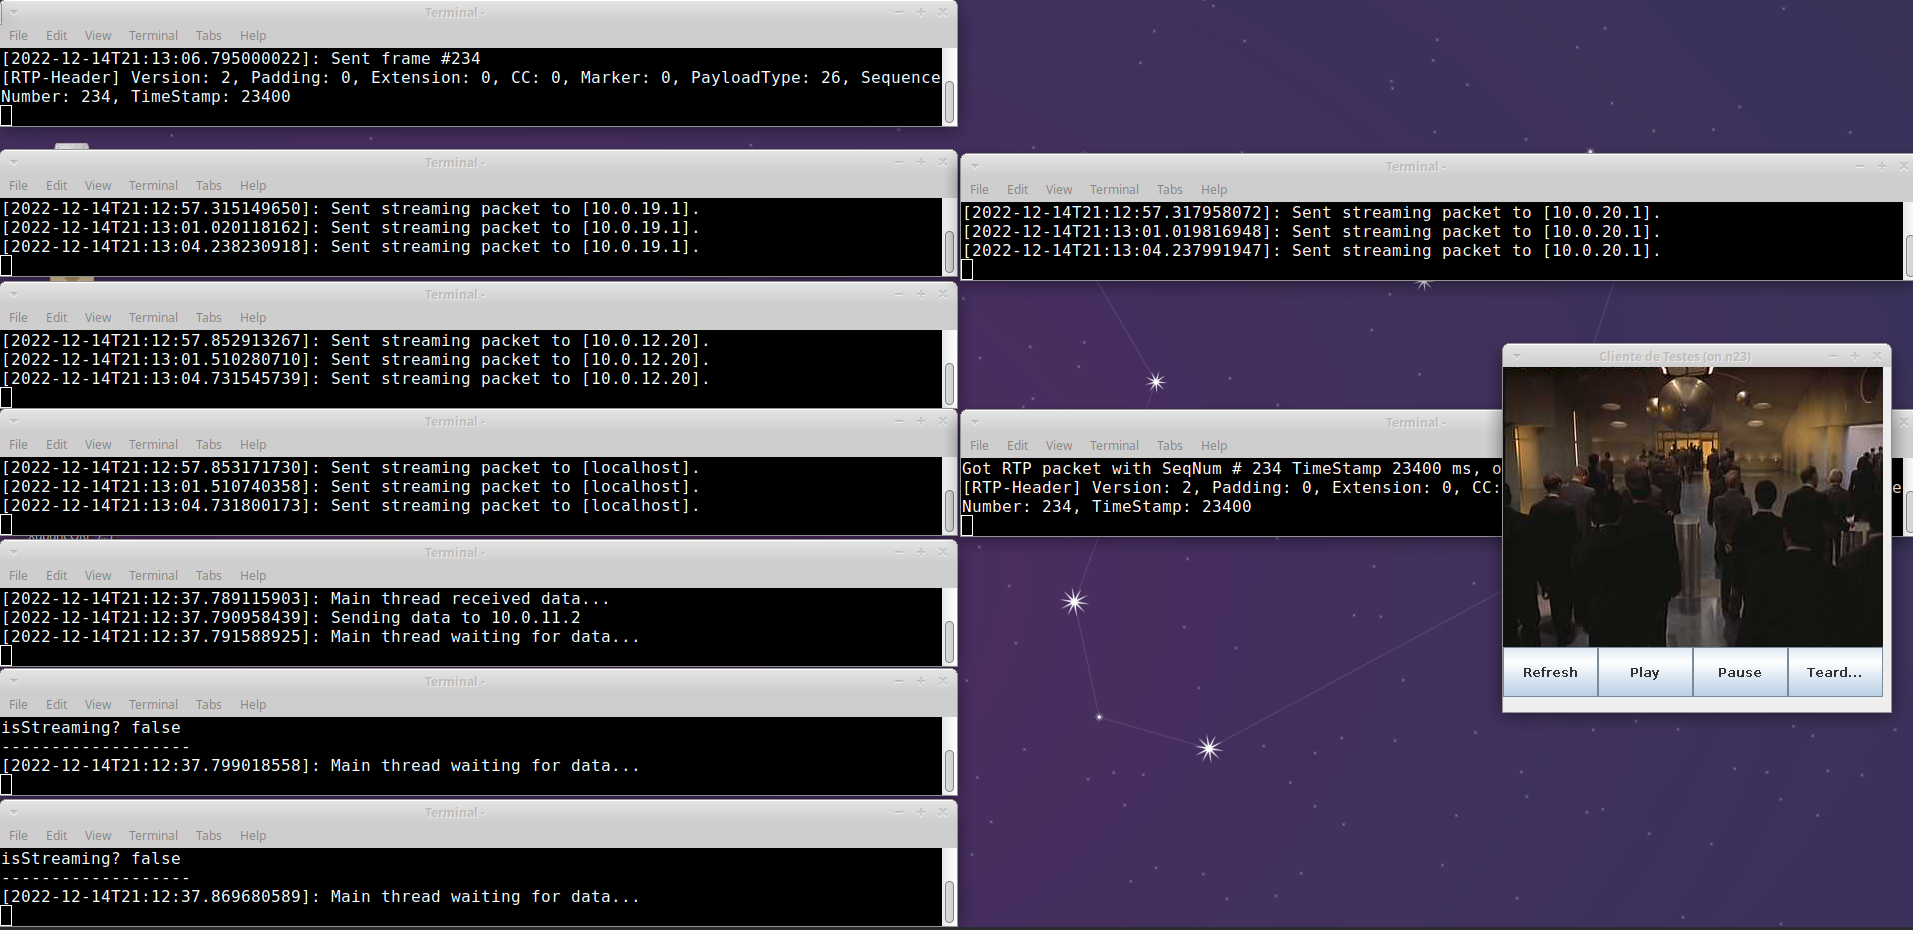 Terminal -
File Edit View Terminal Tabs Help
[2022-12-14T21:13:06.795000022]: Sent frame #234
[RTP-Header] Version: 2, Padding: 0, Extension: 0, CC: 0, Marker: 0, PayloadType: 26, Sequence
Number: 234, TimeStamp: 23400
Terminal -
File Edit View Terminal Tabs Help
[2022-12-14T21:12:57.315149650]: Sent streaming packet to [10.0.19.1].
[2022-12-14T21:13:01.020118162]: Sent streaming packet to [10.0.19.1].
[2022-12-14T21:13:04.238230918]: Sent streaming packet to [10.0.19.1].
Terminal -
File Edit View Terminal Tabs Help
[2022-12-14T21:12:57.317958072]: Sent streaming packet to [10.0.20.1].
[2022-12-14T21:13:01.019816948]: Sent streaming packet to [10.0.20.1].
[2022-12-14T21:13:04.237991947]: Sent streaming packet to [10.0.20.1].
Terminal -
File Edit View Terminal Tabs Help
[2022-12-14T21:12:57.852913267]: Sent streaming packet to [10.0.12.20].
[2022-12-14T21:13:01.510280710]: Sent streaming packet to [10.0.12.20].
[2022-12-14T21:13:04.731545739]: Sent streaming packet to [10.0.12.20].
Terminal -
File Edit View Terminal Tabs Help
[2022-12-14T21:12:57.853171730]: Sent streaming packet to [localhost].
[2022-12-14T21:13:01.510740358]: Sent streaming packet to [localhost].
[2022-12-14T21:13:04.731800173]: Sent streaming packet to [localhost].
Terminal -
File Edit View Terminal Tabs Help
Got RTP packet with SeqNum # 234 TimeStamp 23400 ms, o
[RTP-Header] Version: 2, Padding: 0, Extension: 0, CC: e
Number: 234, TimeStamp: 23400
Cliente de Testes (on n23)
Refresh Play Pause Teard...
Terminal -
File Edit View Terminal Tabs Help
[2022-12-14T21:12:37.789115903]: Main thread received data...
[2022-12-14T21:12:37.790958439]: Sending data to 10.0.11.2
[2022-12-14T21:12:37.791588925]: Main thread waiting for data...
Terminal -
File Edit View Terminal Tabs Help
isStreaming? false
-------------------
[2022-12-14T21:12:37.799018558]: Main thread waiting for data...
Terminal -
File Edit View Terminal Tabs Help
isStreaming? false
-------------------
[2022-12-14T21:12:37.869680589]: Main thread waiting for data...